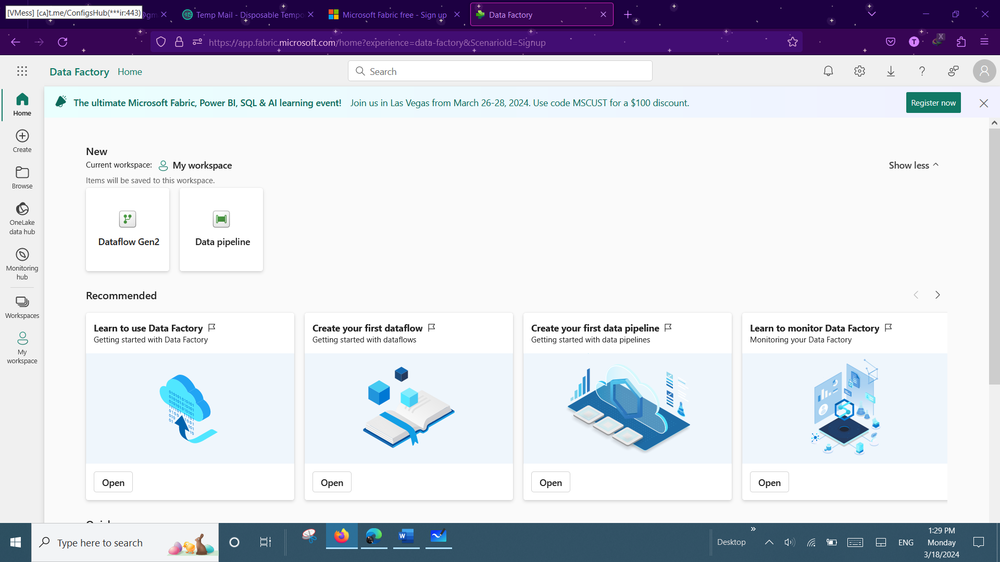 [VMess] [ᴄᴀ]t.me/ConfigsHub(***ir:443)
@gm
Temp Mail - Disposable Tempo
Microsoft Fabric free - Sign up
Data Factory
https://app.fabric.microsoft.com/home?experience=data-factory&ScenarioId=Signup
T
X
Data Factory Home
Search
The ultimate Microsoft Fabric, Power BI, SQL & AI learning event! Join us in Las Vegas from March 26-28, 2024. Use code MSCUST for a $100 discount.
Register now
Home
Create
Browse
OneLake
data hub
Monitoring
hub
Workspaces
My
workspace
New
Current workspace: My workspace
Show less
Items will be saved to this workspace.
Dataflow Gen2
Data pipeline
Recommended
Learn to use Data Factory
Getting started with Data Factory
Open
Create your first dataflow
Getting started with dataflows
Open
Create your first data pipeline
Getting started with data pipelines
Open
Learn to monitor Data Factory
Monitoring your Data Factory
Open
Type here to search
Desktop
ENG
1:29 PM
Monday
3/18/2024